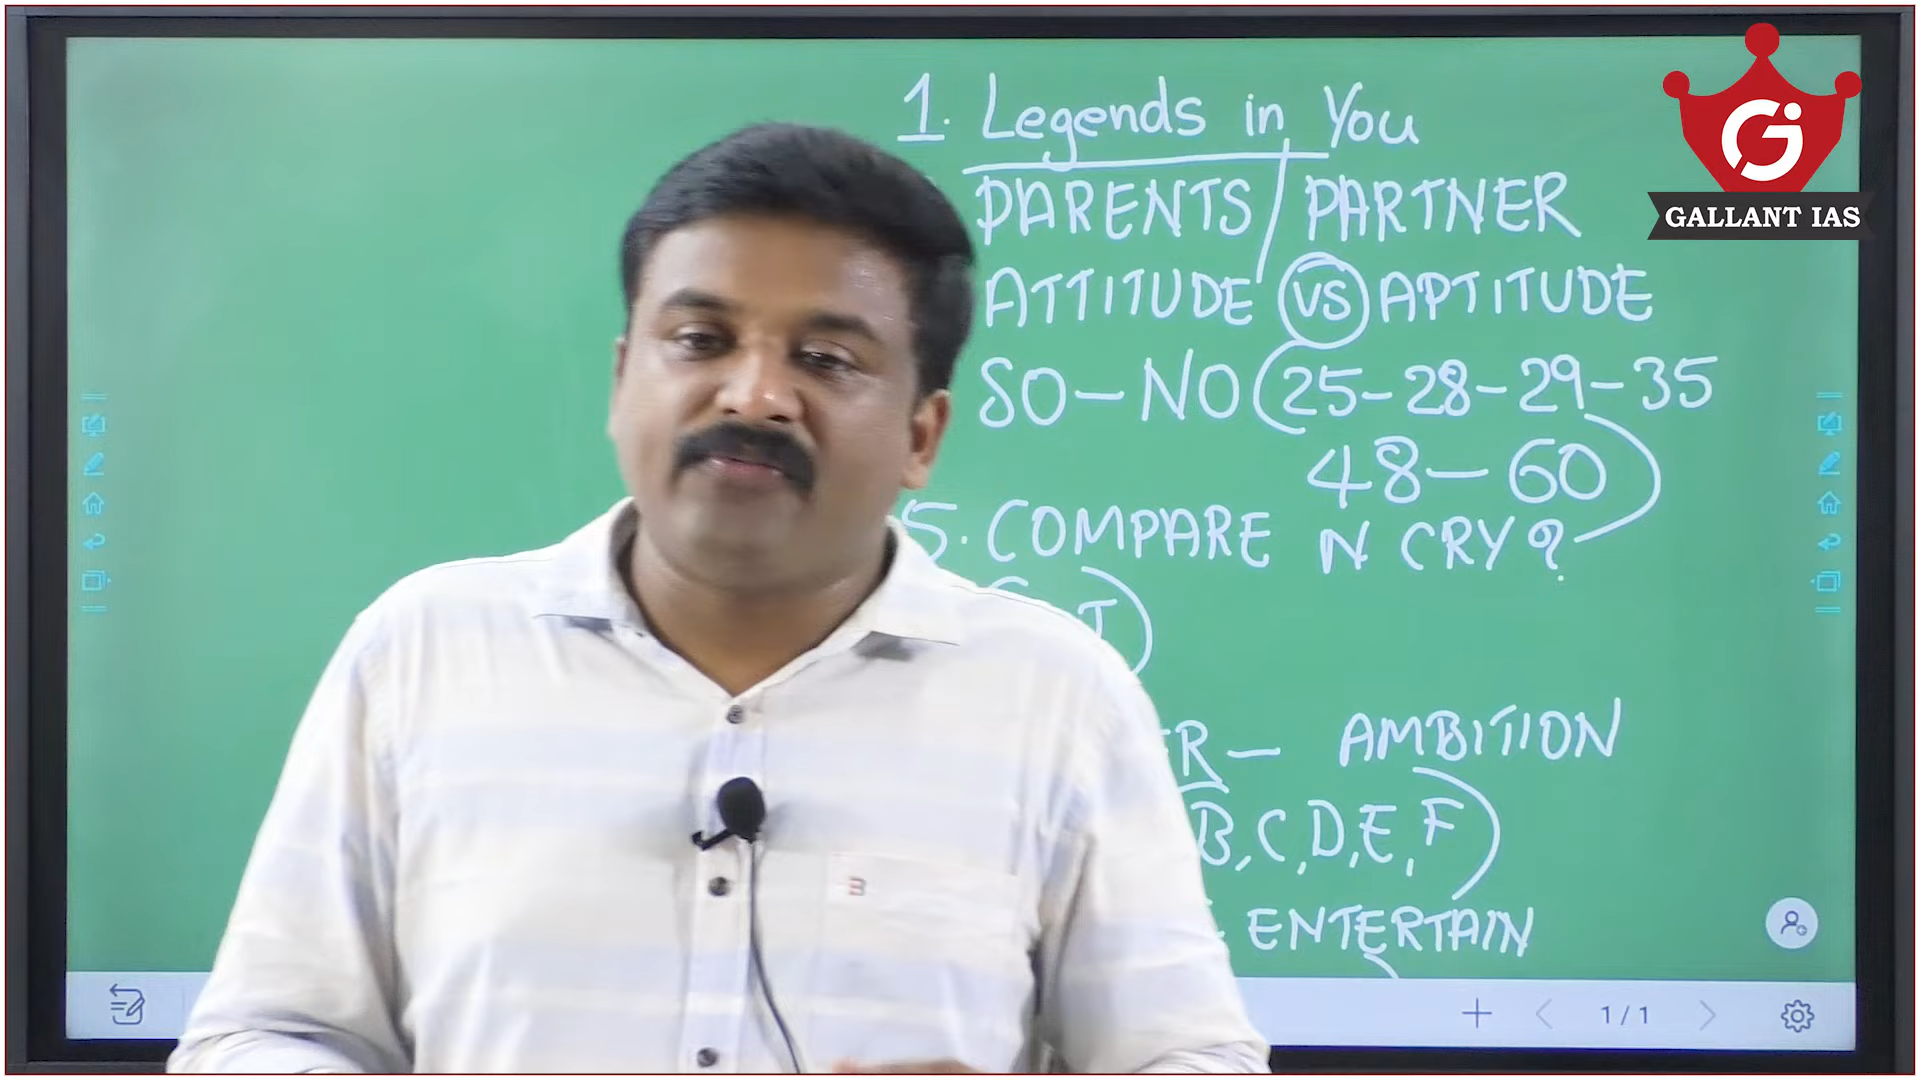 1. Legends in You
PARENTS/PARTNER
ATTITUDE VS APTITUDE
SO-NO (25-28-29-35
48-60)
5. COMPARE N CRY?
AMBITION
B, C, D, E, F)
ENTERTAIN
1/1
GALLANT IAS